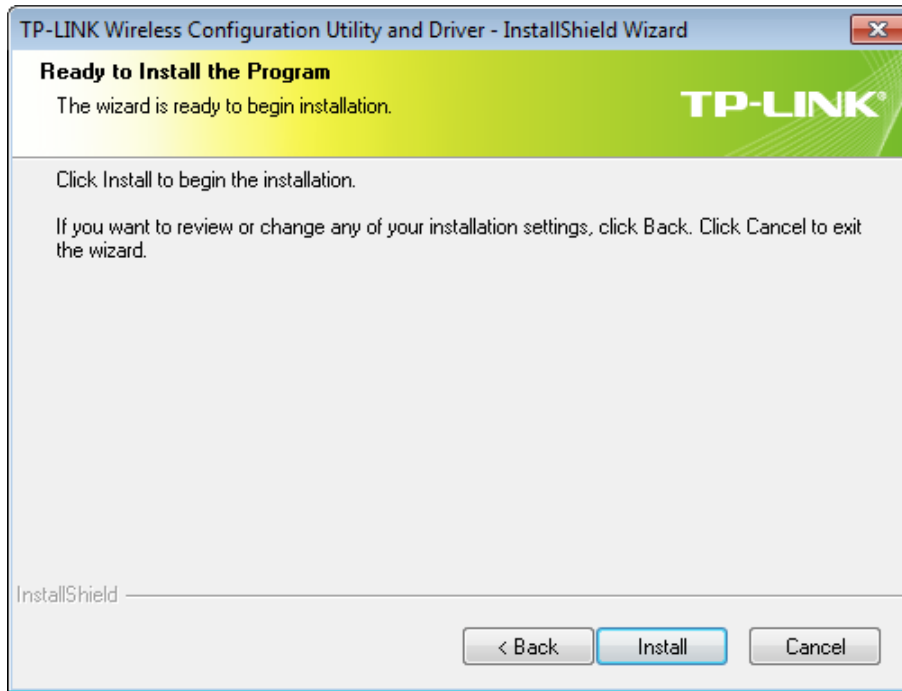 TP-LINK Wireless Configuration Utility and Driver - InstallShield Wizard
Ready to Install the Program
The wizard is ready to begin installation.
TP-LINK®
Click Install to begin the installation.
If you want to review or change any of your installation settings, click Back. Click Cancel to exit
the wizard.
InstallShield
< Back
Install
Cancel